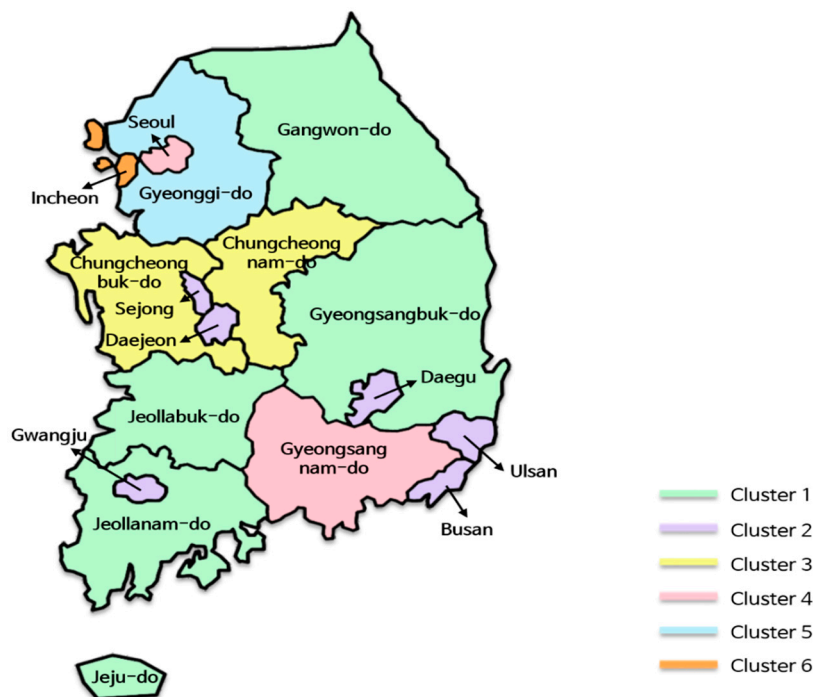 Seoul
Gangwon-do
Incheon
Gyeonggi-do
Chungcheong
nam-do
Chungcheong
buk-do
Sejong
Daejeon
Gyeongsangbuk-do
Daegu
Jeollabuk-do
Gwangju
Gyeongsang
nam-do
Ulsan
Busan
Jeollanam-do
Jeju-do
Cluster 1
Cluster 2
Cluster 3
Cluster 4
Cluster 5
Cluster 6